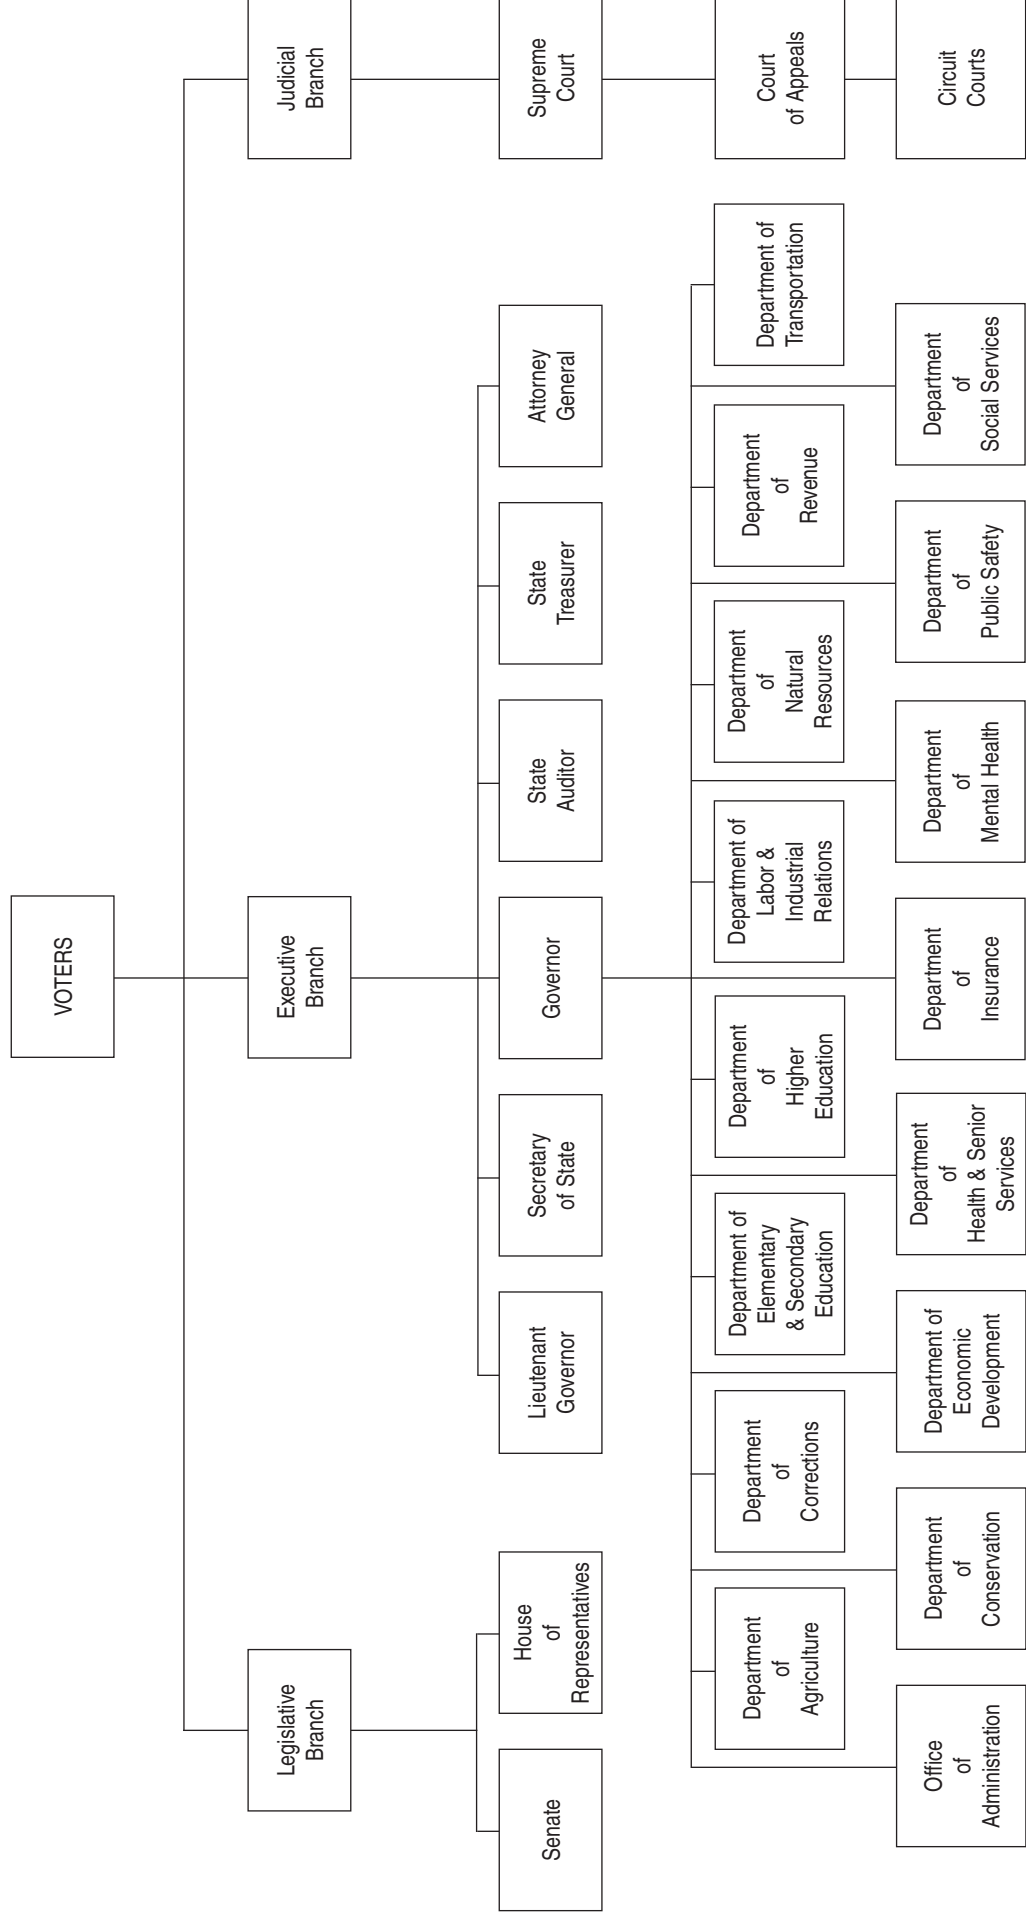 VOTERS
Legislative
Branch
Executive
Branch
Judicial
Branch
Senate
House
of
Representatives
Lieutenant
Governor
Secretary
of State
Governor
State
Auditor
State
Treasurer
Attorney
General
Supreme
Court
Department
of
Agriculture
Department
of
Corrections
Department of
Elementary
& Secondary
Education
Department
of
Higher
Education
Department of
Labor &
Industrial
Relations
Department
of
Natural
Resources
Department
of
Revenue
Department of
Transportation
Court
of Appeals
Office
of
Administration
Department
of
Conservation
Department of
Economic
Development
Department
of
Health & Senior
Services
Department
of
Insurance
Department
of
Mental Health
Department
of
Public Safety
Department
of
Social Services
Circuit
Courts